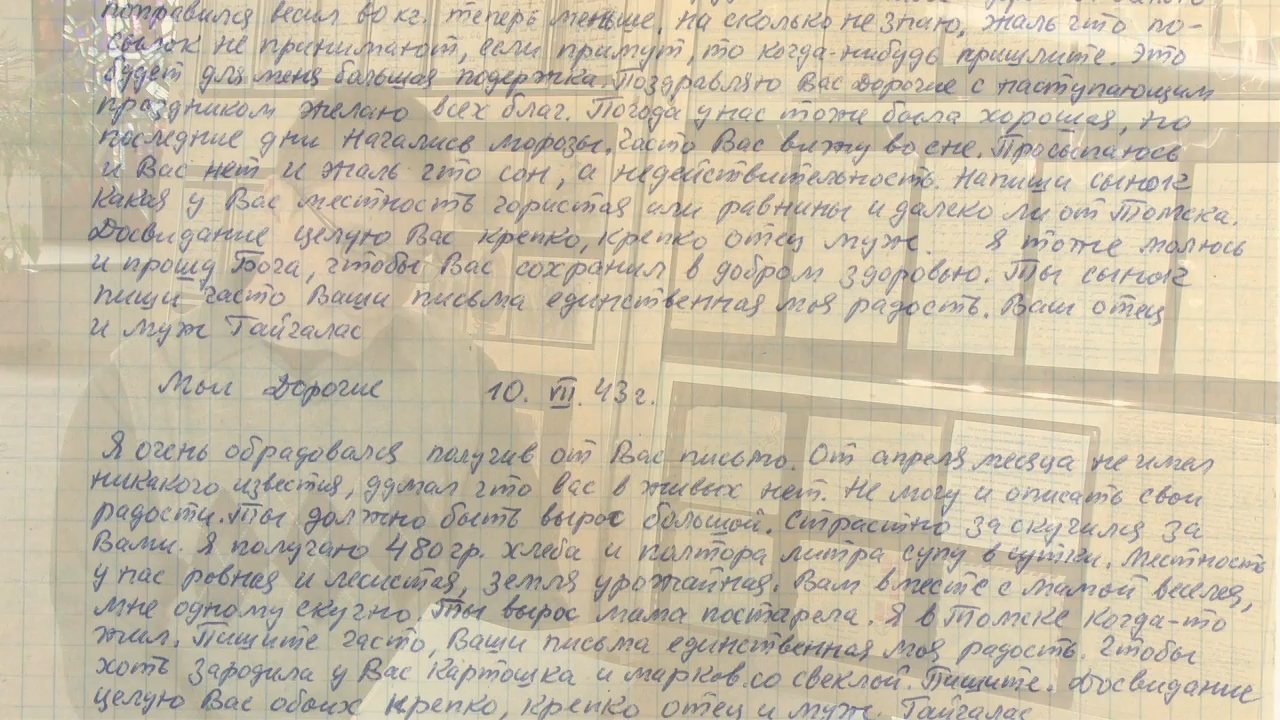 поправился весил 80 кг. теперь меньше, на сколько не знаю, жаль что по-
сылок не принимают, если примут, то когда-нибудь пришлите. Это
будет для меня большая подержка. Поздравляю Вас Дорогие с наступающим
праздником желаю всех благ. Погода у нас тоже была хорошая, но
последние дни начались морозы. Часто Вас вижу во сне. Просыпаюсь
и Вас нет и жаль что сон, а недействительность. Напиши сынок
какая у Вас местность гористая или равнины и далеко ли от Томска.
Досвидание целую Вас крепко, крепко отец муж. Я тоже молюсь
и прошу Бога, чтобы Вас сохранил в добром здоровью. Ты сынок
пиши часто Ваши письма единственная моя радость. Ваш отец
и муж Гайгалас
Мои Дорогие 10. VII. 43 г.
Я очень обрадовался получив от Вас письмо. От апреля месяца не имел
никакого известия, думал что вас в живых нет. Не могу и описать свои
радости. Ты должно быть вырос большой. Страстно заскучился за
Вами. Я получаю 480 гр. хлеба и полтора литра супу в сутки. Местность
у нас ровная и лесистая, земля урожайная. Вам вместе с мамой веселея,
мне одному скучно. Ты вырос мама постарела. Я в Томске когда-то
жил. Пишите часто, Ваши письма единственная моя радость. Чтобы
хоть зародила у Вас картошка и марков. со свеклой. Пишите. Досвидание
целую Вас обоих крепко, крепко отец и муж. Гайгалас